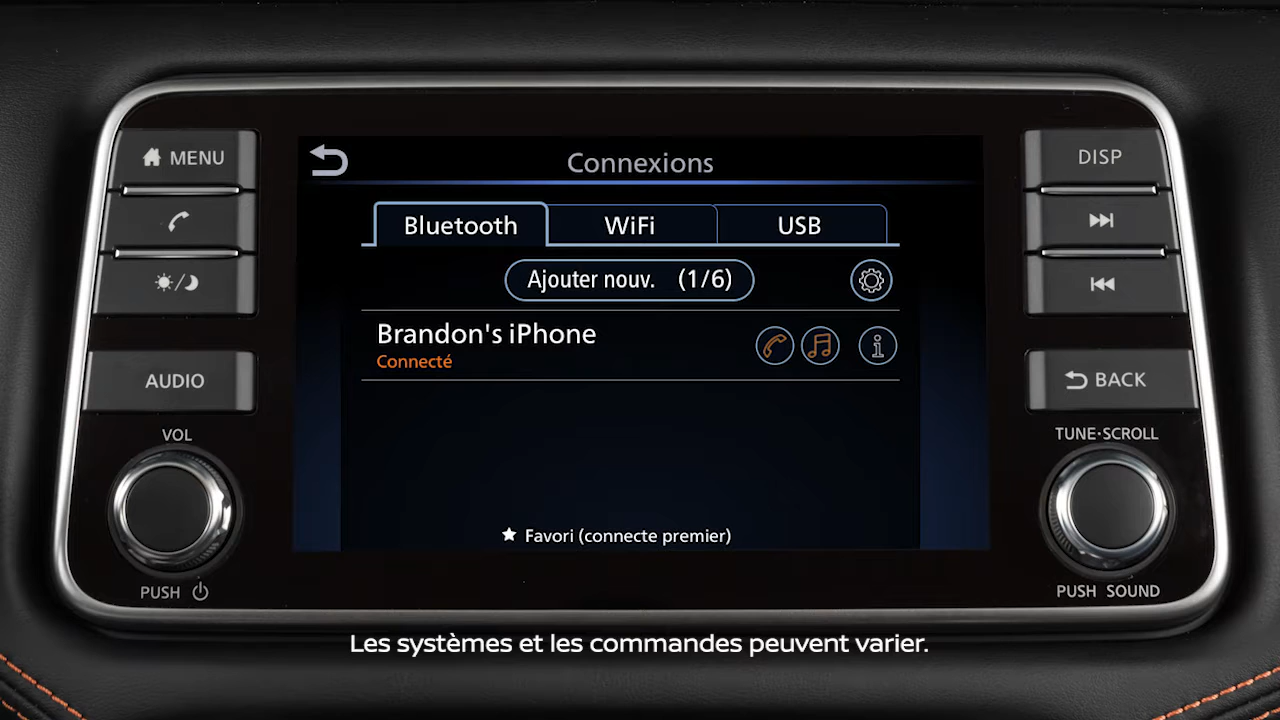 MENU
DISP
Connexions
Bluetooth
WiFi
USB
Ajouter nouv. (1/6)
Brandon's iPhone
Connecté
AUDIO
BACK
VOL
TUNE·SCROLL
★ Favori (connecte premier)
PUSH
PUSH SOUND
Les systèmes et les commandes peuvent varier.